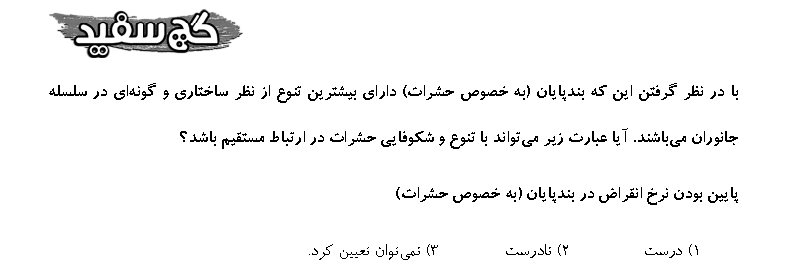 گچ سفید
با در نظر گرفتن این که بندپایان (به خصوص حشرات) دارای بیشترین تنوع از نظر ساختاری و گونه‌ای در سلسله
جانوران می‌باشند. آیا عبارت زیر می‌تواند با تنوع و شکوفایی حشرات در ارتباط مستقیم باشد؟
پایین بودن نرخ انقراض در بندپایان (به خصوص حشرات)
۱) درست ۲) نادرست ۳) نمی‌توان تعیین کرد.